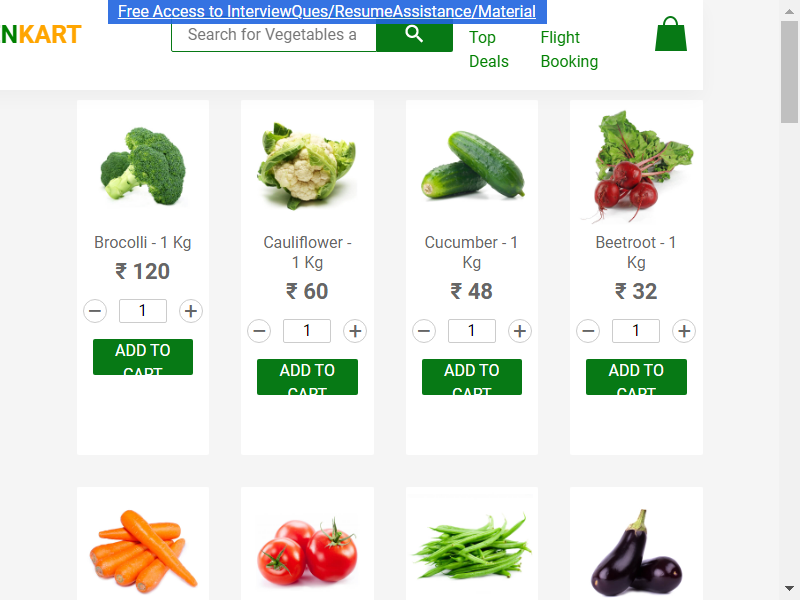 Free Access to InterviewQues/ResumeAssistance/Material
NKART
Search for Vegetables a
Top
Deals
Flight
Booking
Brocolli - 1 Kg
₹ 120
1
ADD TO
CART
Cauliflower -
1 Kg
₹ 60
1
ADD TO
CART
Cucumber - 1
Kg
₹ 48
1
ADD TO
CART
Beetroot - 1
Kg
₹ 32
1
ADD TO
CART